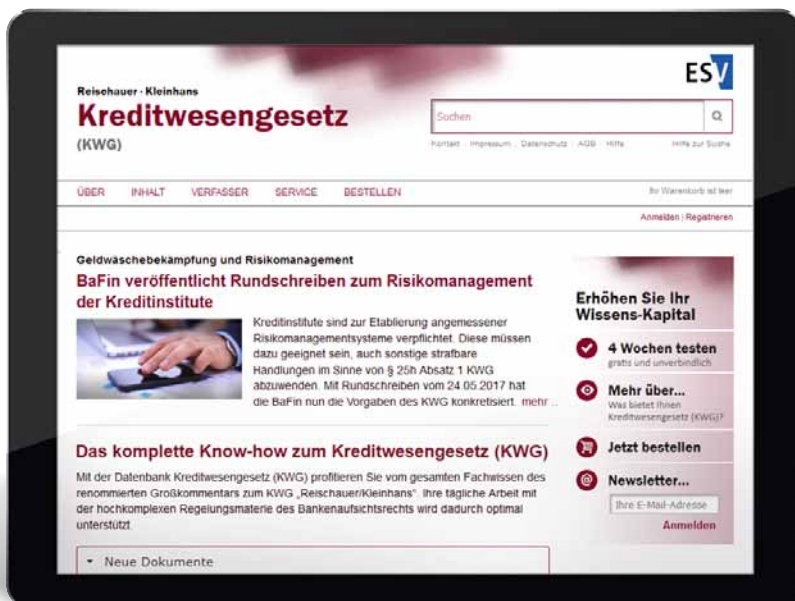 ESV
Reischauer · Kleinhans
Kreditwesengesetz
(KWG)
Suchen
Kontakt | Impressum | Datenschutz | AGB | Hilfe
Hilfe zur Suche
ÜBER INHALT VERFASSER SERVICE BESTELLEN
Ihr Warenkorb ist leer
Anmelden | Registrieren
Geldwäschebekämpfung und Risikomanagement
BaFin veröffentlicht Rundschreiben zum Risikomanagement
der Kreditinstitute
Kreditinstitute sind zur Etablierung angemessener
Risikomanagementsysteme verpflichtet. Diese müssen
dazu geeignet sein, auch sonstige strafbare
Handlungen im Sinne von § 25h Absatz 1 KWG
abzuwenden. Mit Rundschreiben vom 24.05.2017 hat
die BaFin nun die Vorgaben des KWG konkretisiert. mehr ...
Das komplette Know-how zum Kreditwesengesetz (KWG)
Mit der Datenbank Kreditwesengesetz (KWG) profitieren Sie vom gesamten Fachwissen des
renommierten Großkommentars zum KWG „Reischauer/Kleinhans“. Ihre tägliche Arbeit mit
der hochkomplexen Regelungsmaterie des Bankenaufsichtsrechts wird dadurch optimal
unterstützt.
Neue Dokumente
Erhöhen Sie Ihr
Wissens-Kapital
4 Wochen testen
gratis und unverbindlich
Mehr über...
Was bietet Ihnen
Kreditwesengesetz (KWG)?
Jetzt bestellen
Newsletter...
Ihre E-Mail-Adresse
Anmelden